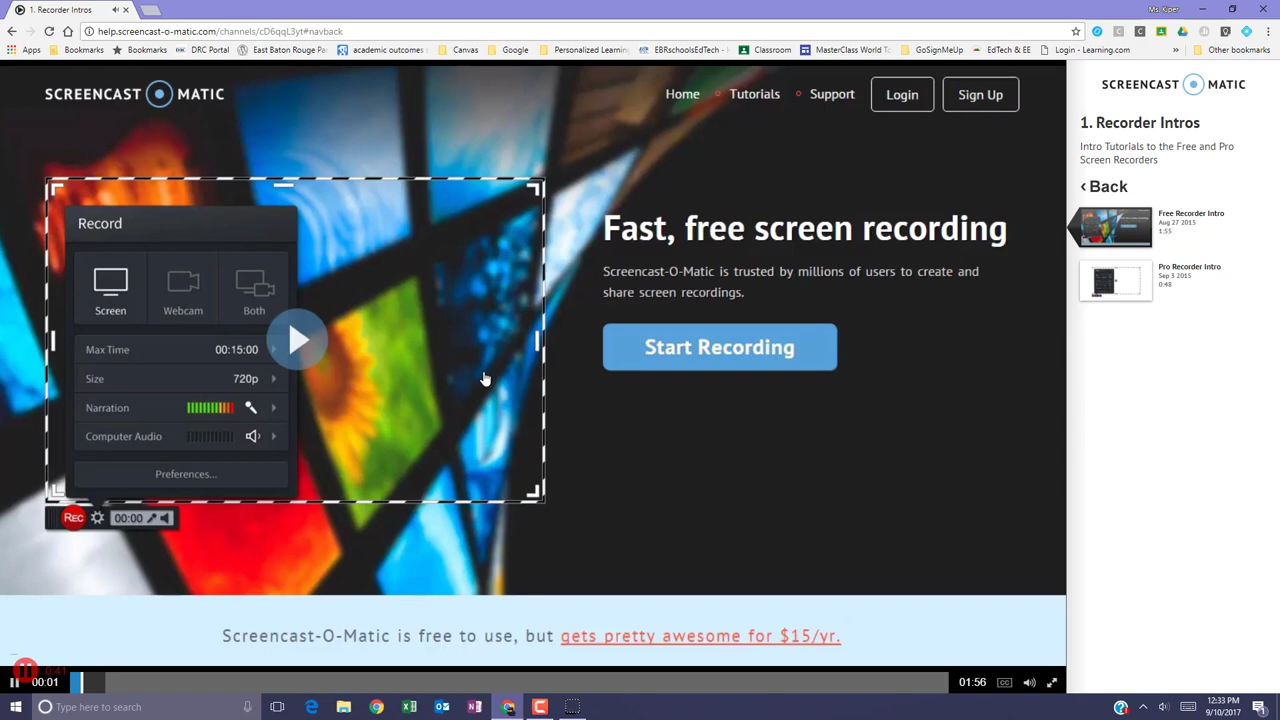 1. Recorder Intros
Ms. Kiper
help.screencast-o-matic.com/channels/cD6qqL3yt#navback
Apps Bookmarks Bookmarks DRC Portal East Baton Rouge Par academic outcomes Canvas Google Personalized Learning EBRschoolsEdTech - H Classroom MasterClass World To GoSignMeUp EdTech & EE Login - Learning.com » Other bookmarks
SCREENCAST MATIC
Home Tutorials Support Login Sign Up
Record
Screen Webcam Both
Max Time 00:15:00
Size 720p
Narration
Computer Audio
Preferences...
REC 00:00
Fast, free screen recording
Screencast-O-Matic is trusted by millions of users to create and
share screen recordings.
Start Recording
Screencast-O-Matic is free to use, but gets pretty awesome for $15/yr.
0:41
00:01 01:56 CC
SCREENCAST MATIC
1. Recorder Intros
Intro Tutorials to the Free and Pro
Screen Recorders
‹ Back
Free Recorder Intro
Aug 27 2015
1:55
Pro Recorder Intro
Sep 3 2015
0:48
Type here to search
12:33 PM
9/10/2017